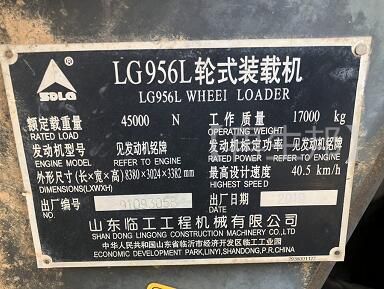 LG956L轮式装载机
LG956L WHEEl LOADER
SDLG
额定载重量 45000 N 工作质量 17000 kg
RATED LOAD OPERATING WEIGHT
发动机型号 见发动机铭牌 发动机标定功率 见发动机铭牌
ENGINE MODEL REFER TO ENGINE RATED POWER REFER TO ENGINE
外形尺寸(长×宽×高) 8380×3024×3382 mm 最高设计速度 40.5 km/h
DIMENSIONS(LXWXH) HIGHEST SPEED
出厂编号 出厂日期
山东临工工程机械有限公司
SHAN DONG LINGONG CONSTRUCTION MACHINERY CO.,LTD
中华人民共和国山东省临沂市经济开发区临工工业园
ECONOMIC DEVELOPMENT PARK,LINYI,SHANDONG,P.R.CHINA